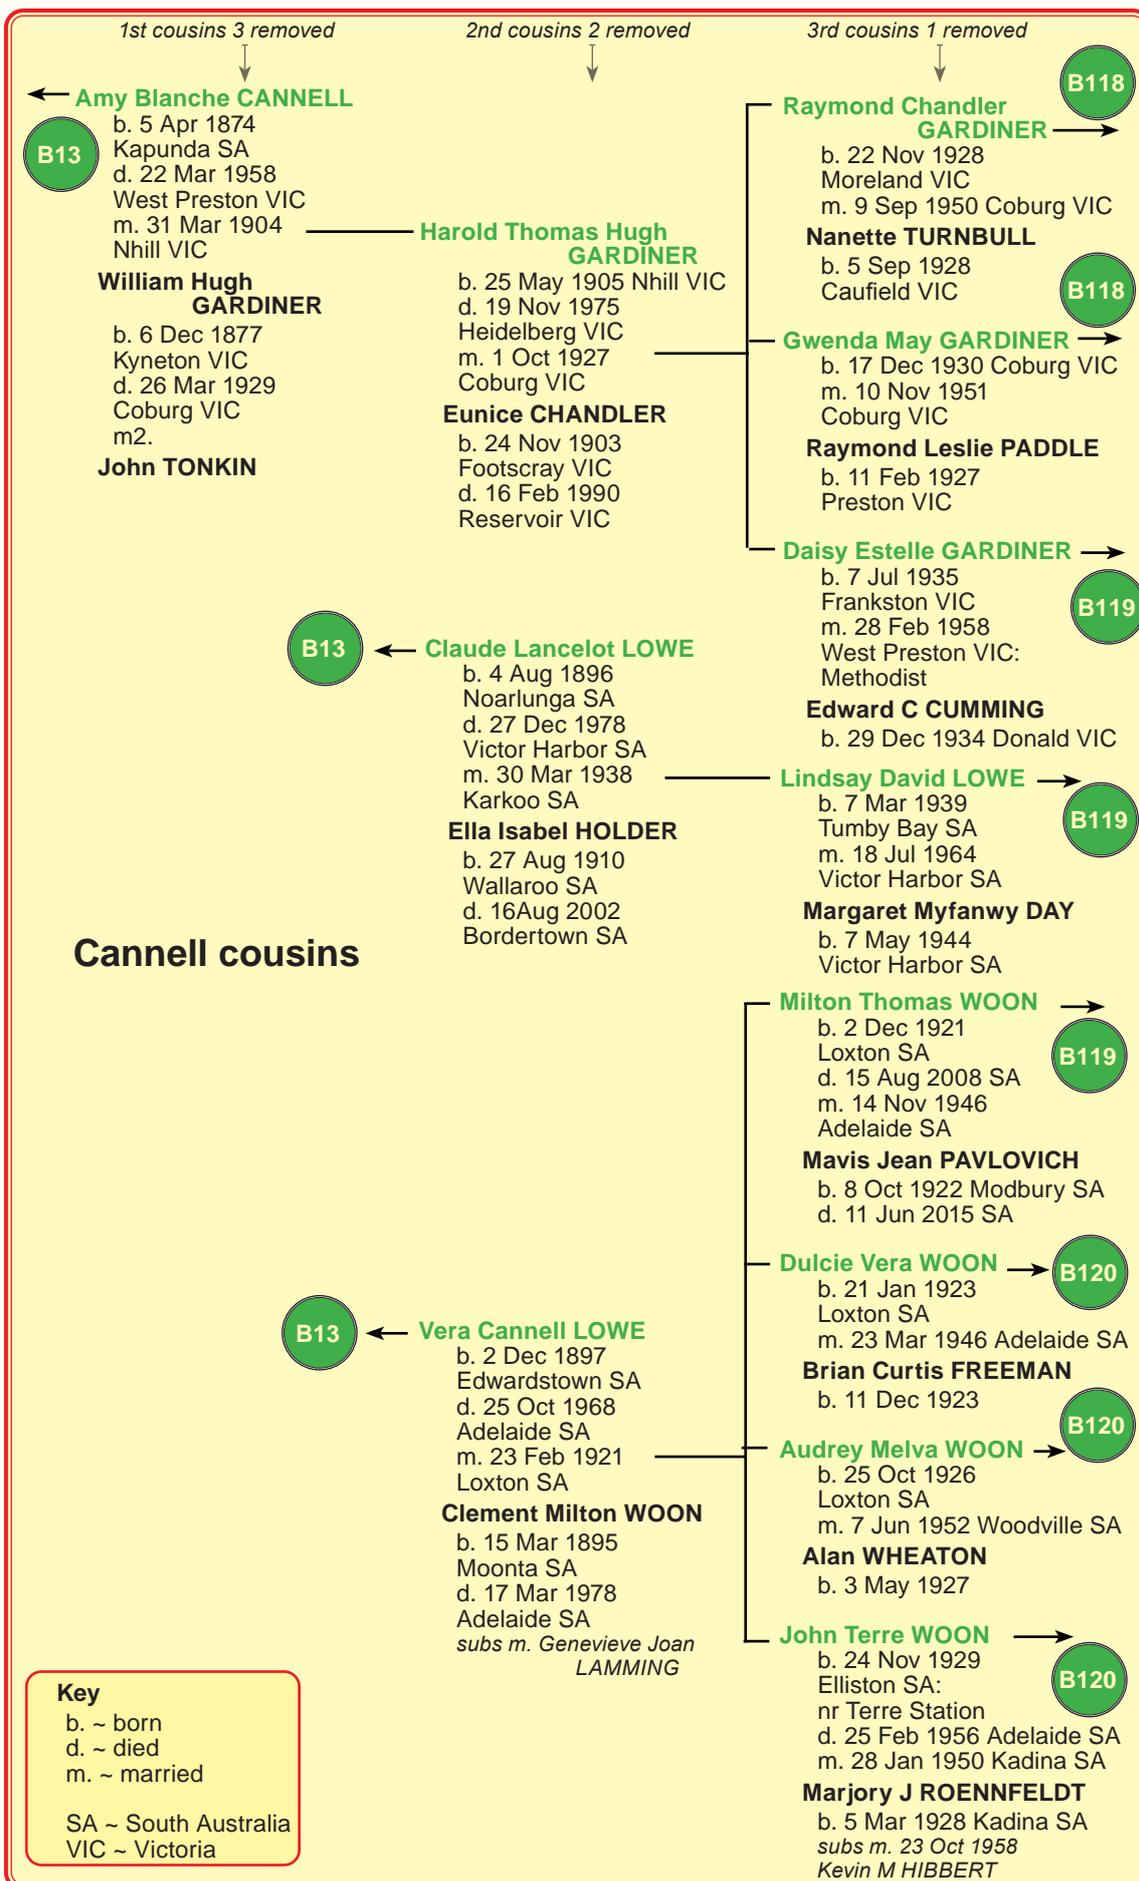 1st cousins 3 removed
2nd cousins 2 removed
3rd cousins 1 removed
Amy Blanche CANNELL
B13
b. 5 Apr 1874
Kapunda SA
d. 22 Mar 1958
West Preston VIC
m. 31 Mar 1904
Nhill VIC
William Hugh
GARDINER
b. 6 Dec 1877
Kyneton VIC
d. 26 Mar 1929
Coburg VIC
m2.
John TONKIN
Harold Thomas Hugh
GARDINER
b. 25 May 1905 Nhill VIC
d. 19 Nov 1975
Heidelberg VIC
m. 1 Oct 1927
Coburg VIC
Eunice CHANDLER
b. 24 Nov 1903
Footscray VIC
d. 16 Feb 1990
Reservoir VIC
Raymond Chandler
GARDINER
B118
b. 22 Nov 1928
Moreland VIC
m. 9 Sep 1950 Coburg VIC
Nanette TURNBULL
b. 5 Sep 1928
Caufield VIC
B118
Gwenda May GARDINER
b. 17 Dec 1930 Coburg VIC
m. 10 Nov 1951
Coburg VIC
Raymond Leslie PADDLE
b. 11 Feb 1927
Preston VIC
Daisy Estelle GARDINER
B119
b. 7 Jul 1935
Frankston VIC
m. 28 Feb 1958
West Preston VIC:
Methodist
Edward C CUMMING
b. 29 Dec 1934 Donald VIC
B13
Claude Lancelot LOWE
b. 4 Aug 1896
Noarlunga SA
d. 27 Dec 1978
Victor Harbor SA
m. 30 Mar 1938
Karkoo SA
Ella Isabel HOLDER
b. 27 Aug 1910
Wallaroo SA
d. 16Aug 2002
Bordertown SA
Lindsay David LOWE
B119
b. 7 Mar 1939
Tumby Bay SA
m. 18 Jul 1964
Victor Harbor SA
Margaret Myfanwy DAY
b. 7 May 1944
Victor Harbor SA
Cannell cousins
B13
Vera Cannell LOWE
b. 2 Dec 1897
Edwardstown SA
d. 25 Oct 1968
Adelaide SA
m. 23 Feb 1921
Loxton SA
Clement Milton WOON
b. 15 Mar 1895
Moonta SA
d. 17 Mar 1978
Adelaide SA
subs m. Genevieve Joan
LAMMING
Milton Thomas WOON
B119
b. 2 Dec 1921
Loxton SA
d. 15 Aug 2008 SA
m. 14 Nov 1946
Adelaide SA
Mavis Jean PAVLOVICH
b. 8 Oct 1922 Modbury SA
d. 11 Jun 2015 SA
Dulcie Vera WOON
B120
b. 21 Jan 1923
Loxton SA
m. 23 Mar 1946 Adelaide SA
Brian Curtis FREEMAN
b. 11 Dec 1923
B120
Audrey Melva WOON
b. 25 Oct 1926
Loxton SA
m. 7 Jun 1952 Woodville SA
Alan WHEATON
b. 3 May 1927
John Terre WOON
B120
b. 24 Nov 1929
Elliston SA:
nr Terre Station
d. 25 Feb 1956 Adelaide SA
m. 28 Jan 1950 Kadina SA
Marjory J ROENNFELDT
b. 5 Mar 1928 Kadina SA
subs m. 23 Oct 1958
Kevin M HIBBERT
Key
b. ~ born
d. ~ died
m. ~ married
SA ~ South Australia
VIC ~ Victoria